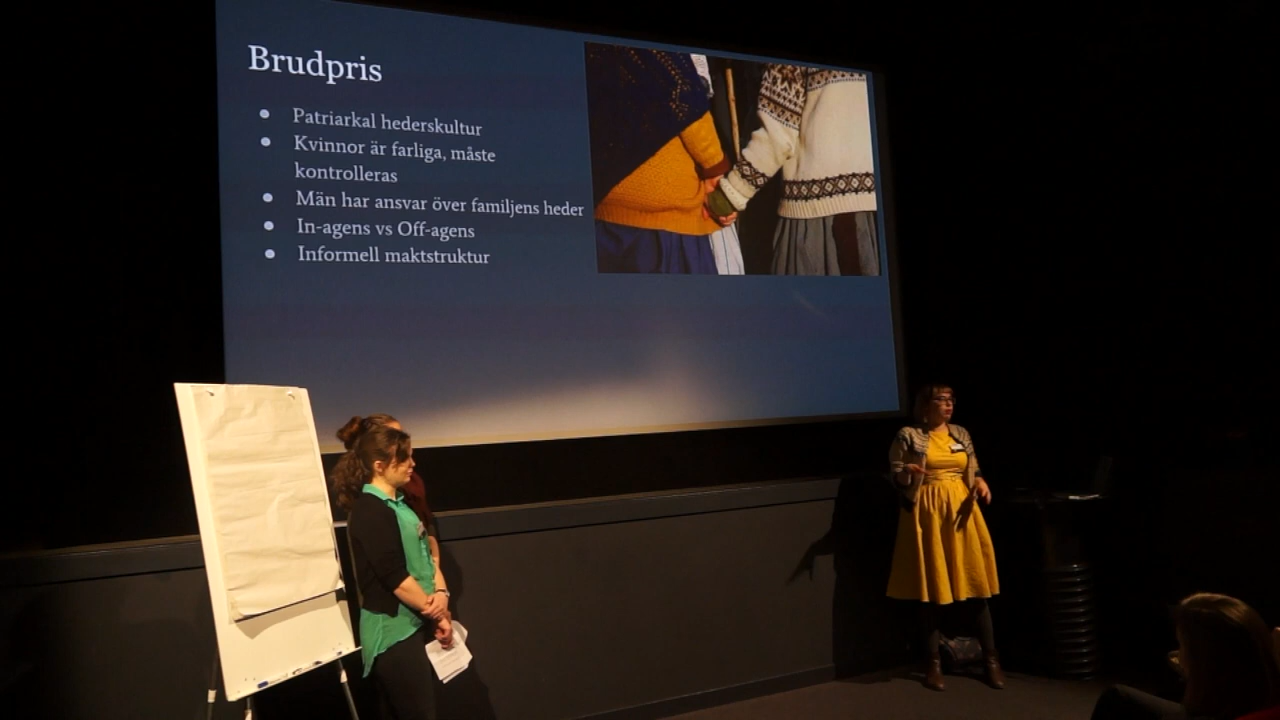 Brudpris
Patriarkal hederskultur
Kvinnor är farliga, måste
kontrolleras
Män har ansvar över familjens heder
In-agens vs Off-agens
Informell maktstruktur